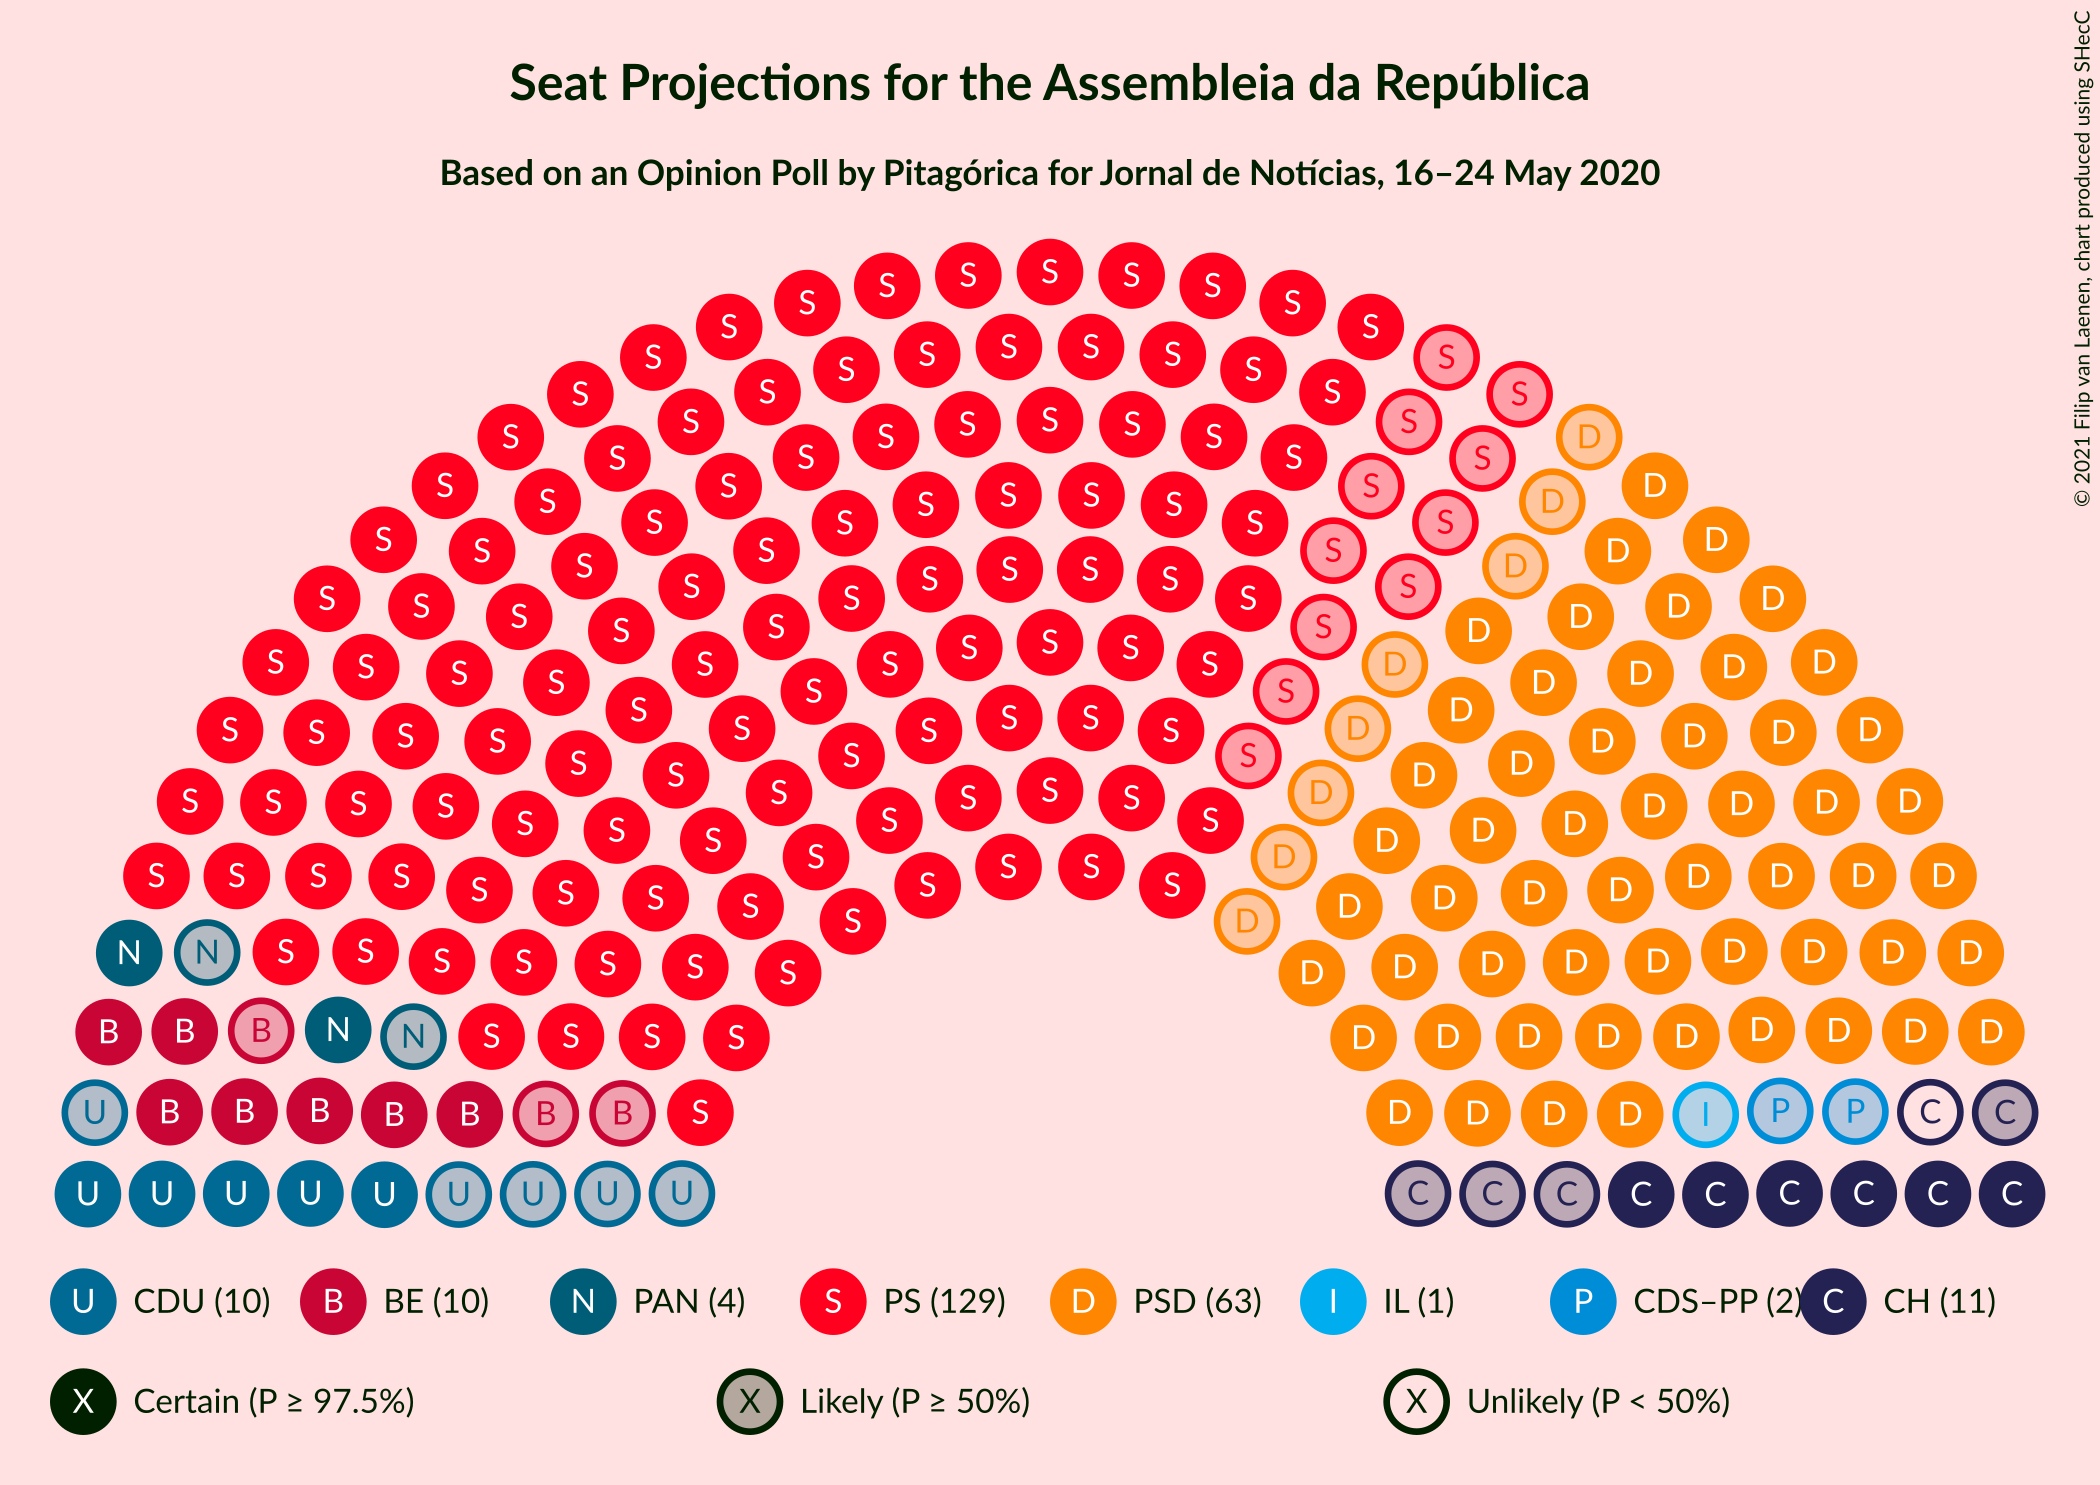 Seat Projections for the Assembleia da República
Based on an Opinion Poll by Pitagórica for Jornal de Notícias, 16–24 May 2020
© 2021 Filip van Laenen, chart produced using SHecC
U CDU (10) B BE (10) N PAN (4) S PS (129) D PSD (63) I IL (1) P CDS–PP (2) C CH (11)
X Certain (P ≥ 97.5%) X Likely (P ≥ 50%) X Unlikely (P < 50%)